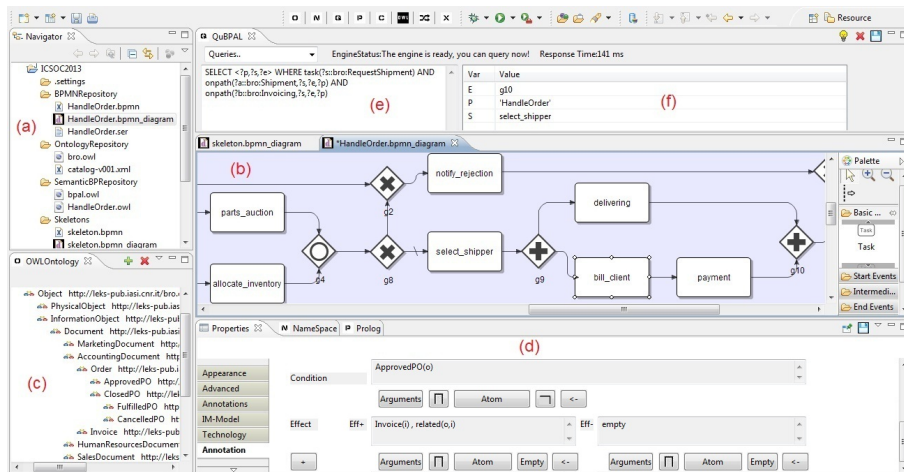 O N G P C OWL X
Resource
Navigator
ICSOC2013
.settings
BPMNRepository
HandleOrder.bpmn
HandleOrder.bpmn_diagram
HandleOrder.ser
OntologyRepository
bro.owl
catalog-v001.xml
SemanticBPRepository
bpal.owl
HandleOrder.owl
Skeletons
skeleton.bpmn
skeleton.bpmn_diagram
(a)
Q QuBPAL
Queries..
EngineStatus:The engine is ready, you can query now!
Response Time:141 ms
SELECT <?p,?s,?e> WHERE task(?s::bro:RequestShipment) AND
onpath(?a::bro:Shipment,?s,?e,?p) AND
onpath(?b::bro:Invoicing,?s,?e,?p)
(e)
Var Value
E g10
P 'HandleOrder'
S select_shipper
(f)
skeleton.bpmn_diagram
*HandleOrder.bpmn_diagram
(b)
notify_rejection
g2
parts_auction
delivering
g4
g8
select_shipper
g9
g10
allocate_inventory
bill_client
payment
Palette
Basic ...
Task
Task
Start Events
Intermedi...
End Events
O OWLOntology
Object http://leks-pub.iasi.cnr.it/bro.
PhysicalObject http://leks-pub.ias
InformationObject http://leks-pub.
Document http://leks-pub.iasi
MarketingDocument http:/
AccountingDocument http
Order http://leks-pub.i
ApprovedPO http:/
ClosedPO http://lek
FulfilledPO http
CancelledPO ht
Invoice http://leks-pub
HumanResourcesDocumen
SalesDocument http://leks
(c)
Properties
N NameSpace
P Prolog
(d)
Appearance
Advanced
Annotations
IM-Model
Technology
Annotation
Condition
ApprovedPO(o)
Arguments Atom <-
Effect Eff+ Invoice(i) , related(o,i) Eff- empty
+ Arguments Atom Empty <- Arguments Atom Empty <-